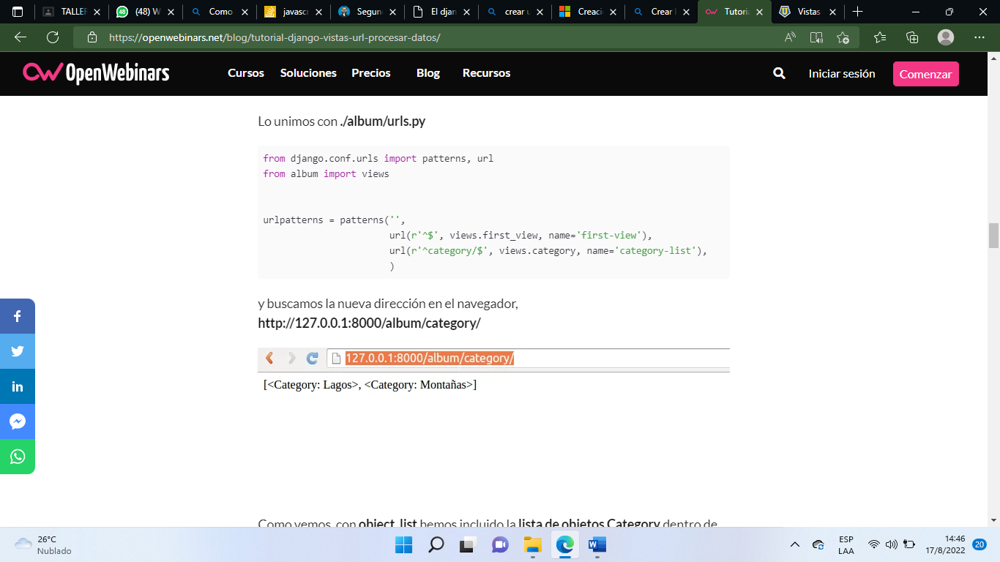 TALLER
(48) W
Como
javascr
Segun
El djan
crear u
Creaci
Crear l
Tutoria
Vistas
https://openwebinars.net/blog/tutorial-django-vistas-url-procesar-datos/
OpenWebinars
Cursos Soluciones Precios Blog Recursos Iniciar sesión Comenzar
Lo unimos con ./album/urls.py
from django.conf.urls import patterns, url
from album import views
urlpatterns = patterns('',
url(r'^$', views.first_view, name='first-view'),
url(r'^category/$', views.category, name='category-list'),
)
y buscamos la nueva dirección en el navegador,
http://127.0.0.1:8000/album/category/
127.0.0.1:8000/album/category/
[<Category: Lagos>, <Category: Montañas>]
Como vemos, con object_list hemos incluido la lista de objetos Category dentro de
26°C
Nublado
ESP
LAA
14:46
17/8/2022
20